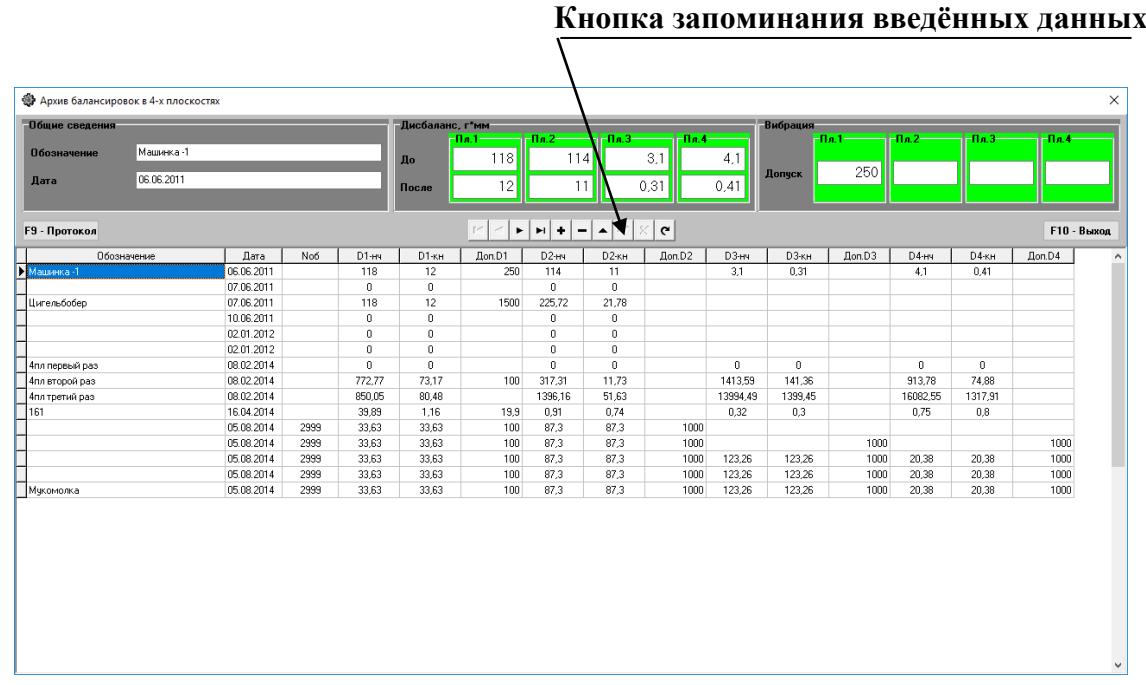 Кнопка запоминания введённых данных
Архив балансировок в 4-х плоскостях
Общие сведения Дисбаланс, г*мм Вибрация
Пл.1 Пл.2 Пл.3 Пл.4 Пл.1 Пл.2 Пл.3 Пл.4
Обозначение Машинка -1 До 118 114 3,1 4,1 Допуск 250
Дата 06.06.2011 После 12 11 0,31 0,41
F9 - Протокол F10 - Выход
Обозначение Дата Nоб D1-нч D1-кн Доп.D1 D2-нч D2-кн Доп.D2 D3-нч D3-кн Доп.D3 D4-нч D4-кн Доп.D4
Машинка -1 06.06.2011 118 12 250 114 11 3,1 0,31 4,1 0,41
07.06.2011 0 0 0 0
Цигельбобер 07.06.2011 118 12 1500 225,72 21,78
10.06.2011 0 0 0 0
02.01.2012 0 0 0 0
02.01.2012 0 0 0 0
4пл первый раз 08.02.2014 0 0 0 0 0 0 0 0
4пл второй раз 08.02.2014 772,77 73,17 100 317,31 11,73 1413,59 141,36 913,78 74,88
4пл третий раз 08.02.2014 850,05 80,48 1396,16 51,63 13994,49 1399,45 16082,55 1317,91
161 16.04.2014 39,89 1,16 19,9 0,91 0,74 0,32 0,3 0,75 0,8
05.08.2014 2999 33,63 33,63 100 87,3 87,3 1000
05.08.2014 2999 33,63 33,63 100 87,3 87,3 1000 1000 1000
05.08.2014 2999 33,63 33,63 100 87,3 87,3 1000 123,26 123,26 1000 20,38 20,38 1000
05.08.2014 2999 33,63 33,63 100 87,3 87,3 1000 123,26 123,26 1000 20,38 20,38 1000
Мукомолка 05.08.2014 2999 33,63 33,63 100 87,3 87,3 1000 123,26 123,26 1000 20,38 20,38 1000